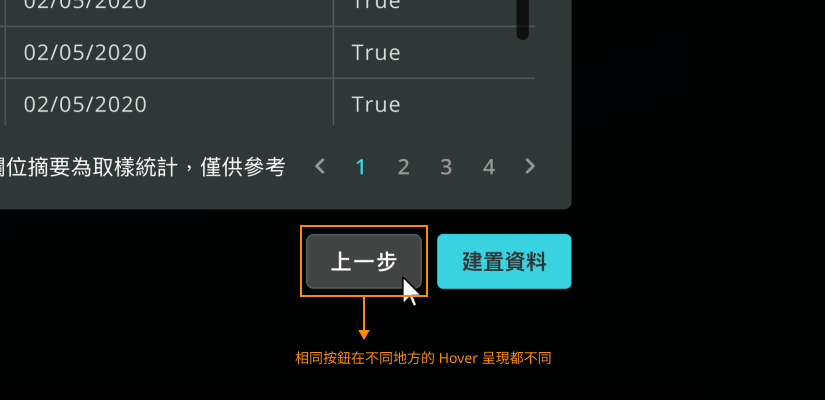 02/05/2020 True
02/05/2020 True
02/05/2020 True
位摘要為取樣統計，僅供參考 < 1 2 3 4 >
上一步 建置資料
相同按鈕在不同地方的 Hover 呈現都不同